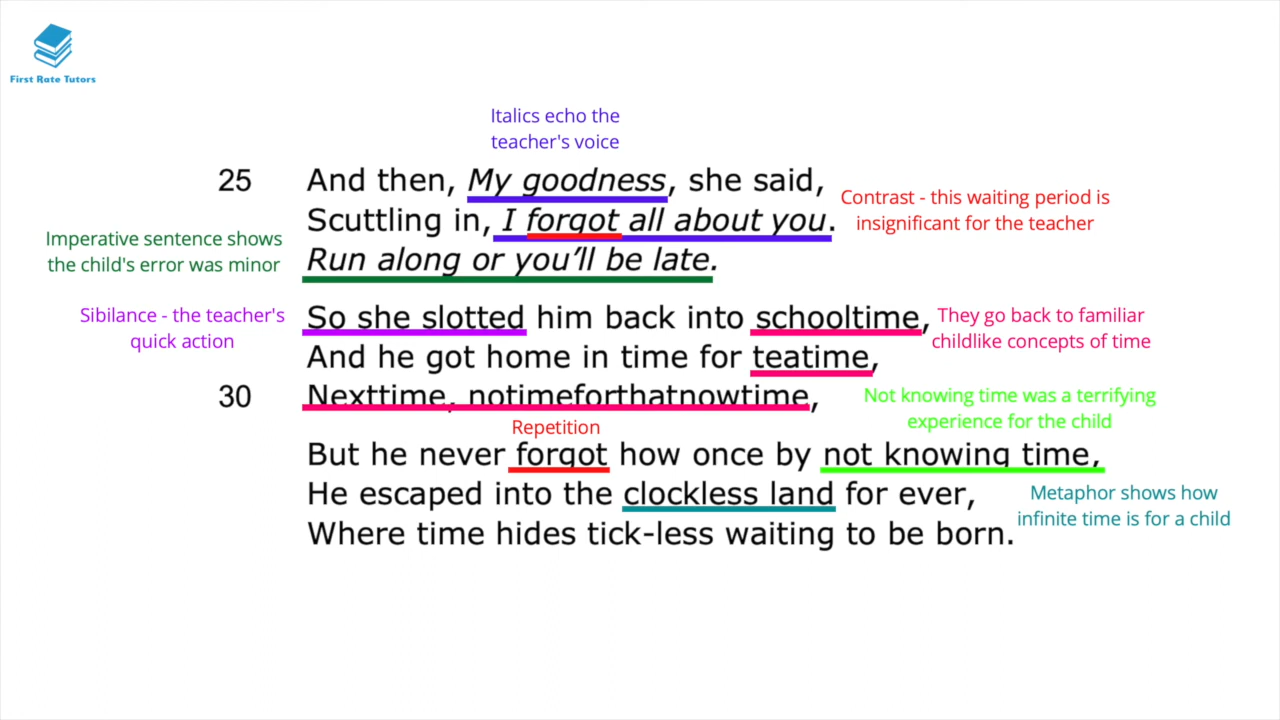 First Rate Tutors
Italics echo the
teacher's voice
25 And then, My goodness, she said,
Contrast - this waiting period is
insignificant for the teacher
Scuttling in, I forgot all about you.
Imperative sentence shows
the child's error was minor
Run along or you'll be late.
Sibilance - the teacher's
quick action
So she slotted him back into schooltime,
They go back to familiar
childlike concepts of time
And he got home in time for teatime,
30 Nexttime, notimeforthatnowtime,
Not knowing time was a terrifying
experience for the child
Repetition
But he never forgot how once by not knowing time,
He escaped into the clockless land for ever,
Metaphor shows how
infinite time is for a child
Where time hides tick-less waiting to be born.